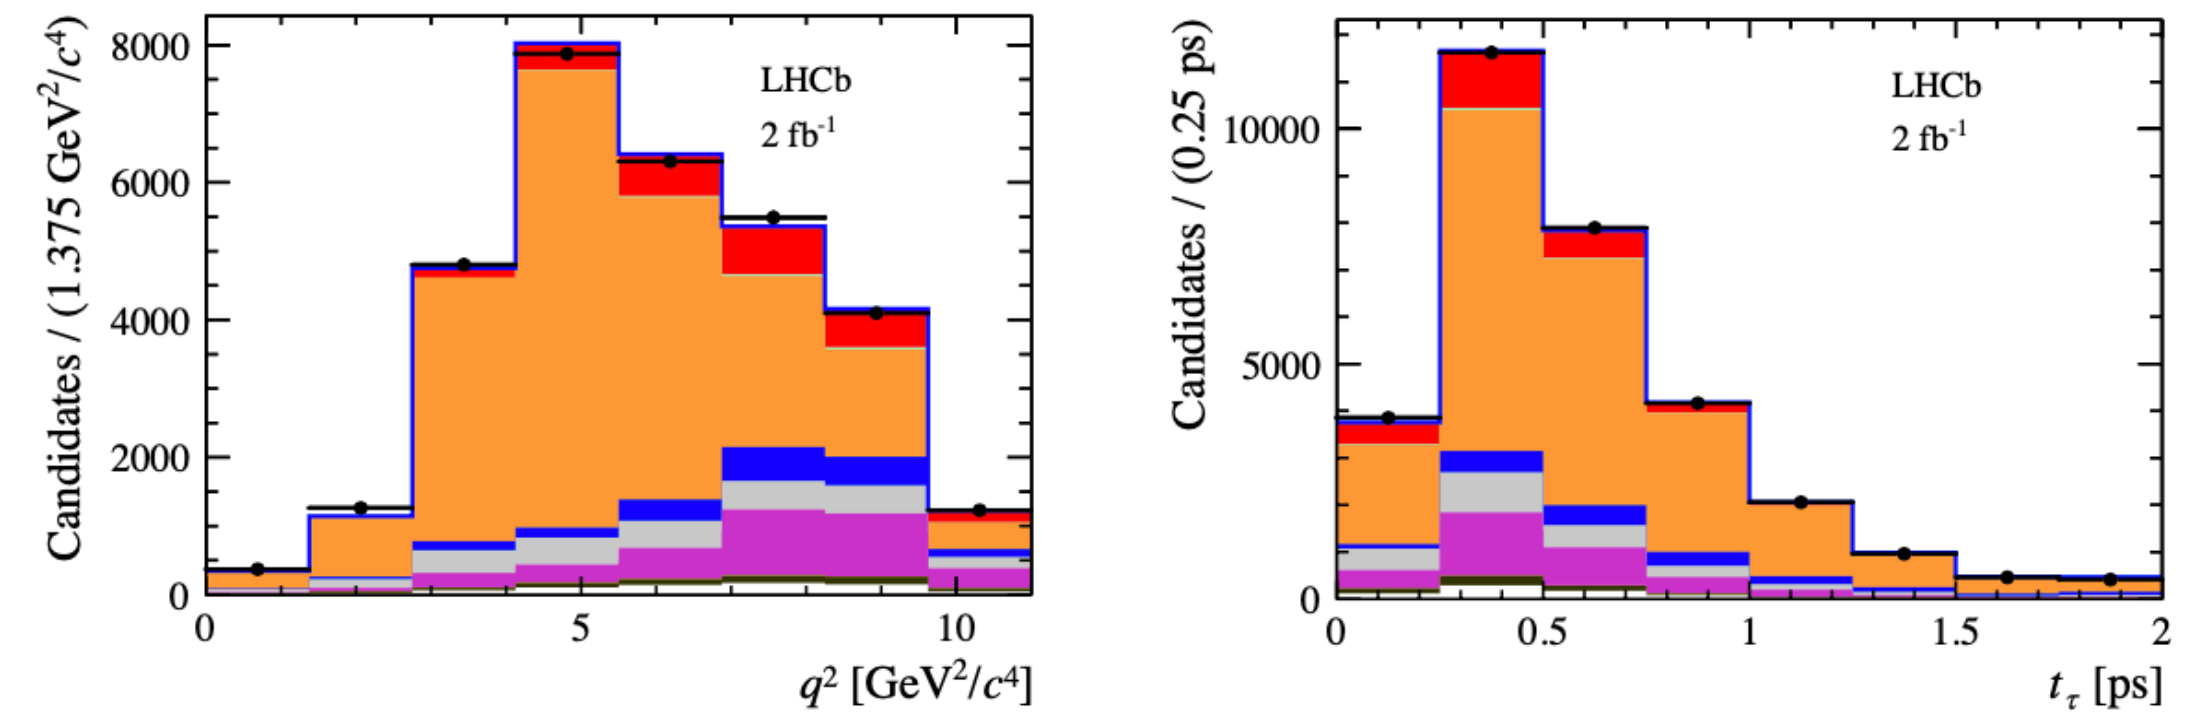 Candidates / (1.375 GeV²/c⁴)
8000
6000
4000
2000
0
LHCb
2 fb⁻¹
0 5 10
q² [GeV²/c⁴]
Candidates / (0.25 ps)
10000
5000
0
LHCb
2 fb⁻¹
0 0.5 1 1.5 2
t_τ [ps]